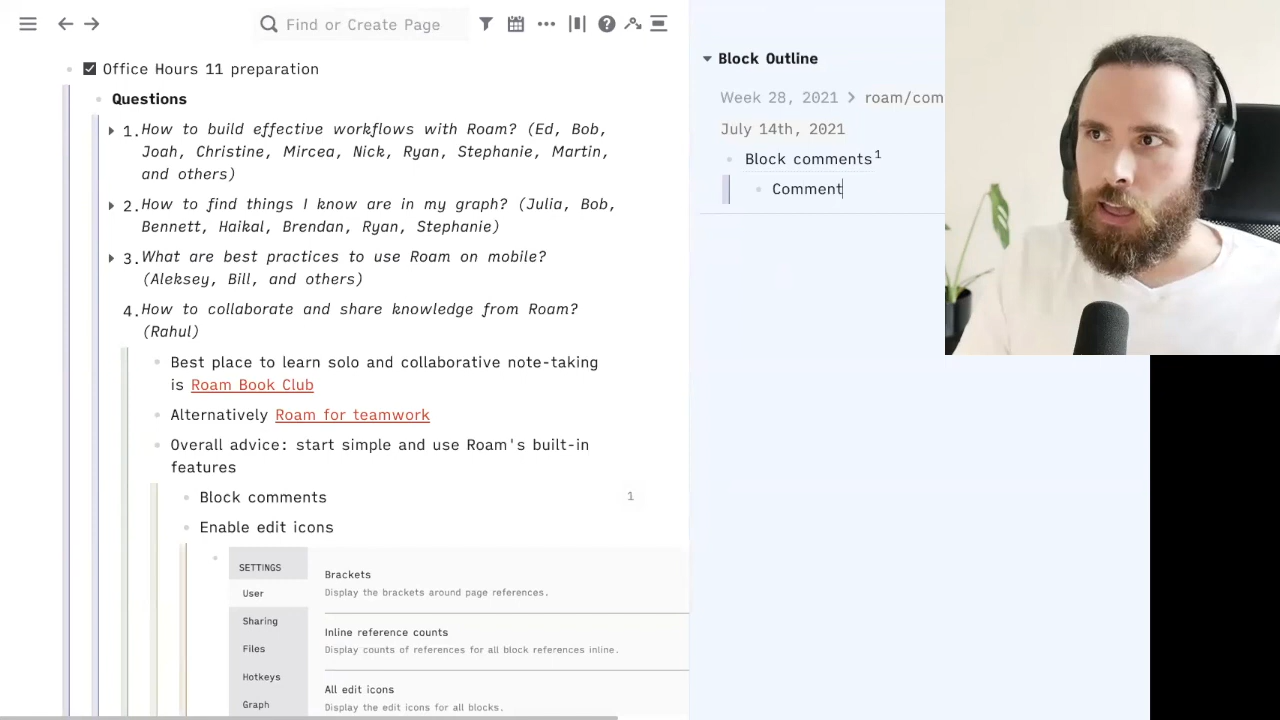 Find or Create Page
Office Hours 11 preparation
Questions
1. How to build effective workflows with Roam? (Ed, Bob,
Joah, Christine, Mircea, Nick, Ryan, Stephanie, Martin,
and others)
2. How to find things I know are in my graph? (Julia, Bob,
Bennett, Haikal, Brendan, Ryan, Stephanie)
3. What are best practices to use Roam on mobile?
(Aleksey, Bill, and others)
4. How to collaborate and share knowledge from Roam?
(Rahul)
Best place to learn solo and collaborative note-taking
is Roam Book Club
Alternatively Roam for teamwork
Overall advice: start simple and use Roam's built-in
features
Block comments 1
Enable edit icons
SETTINGS
User
Sharing
Files
Hotkeys
Graph
Brackets
Display the brackets around page references.
Inline reference counts
Display counts of references for all block references inline.
All edit icons
Display the edit icons for all blocks.
Block Outline
Week 28, 2021 > roam/com
July 14th, 2021
Block comments1
Comment